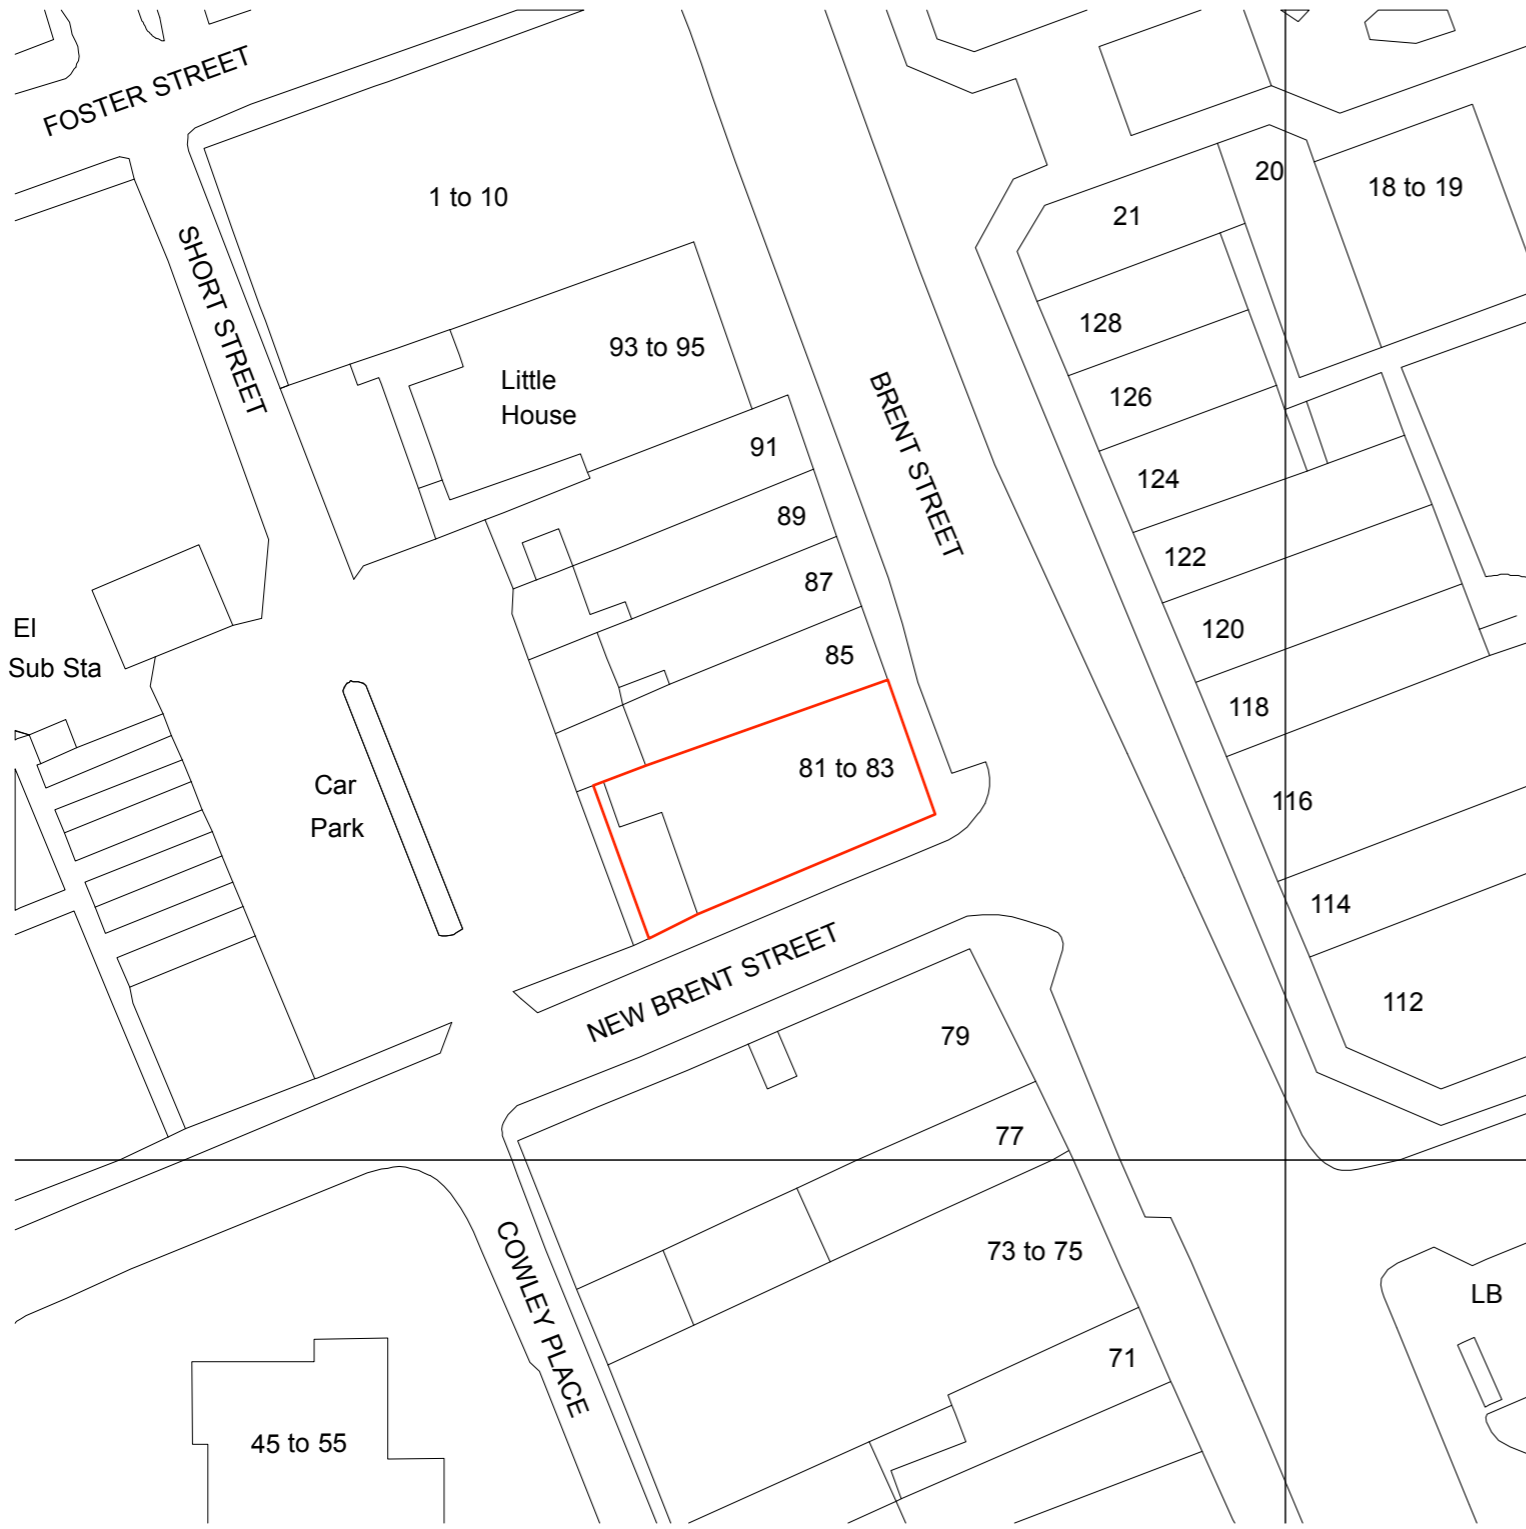 FOSTER STREET
1 to 10
20
18 to 19
21
SHORT STREET
128
93 to 95
Little
House
BRENT STREET
126
91
124
89
122
87
El
Sub Sta
120
85
118
81 to 83
Car
Park
116
114
NEW BRENT STREET
112
79
77
73 to 75
COWLEY PLACE
LB
71
45 to 55